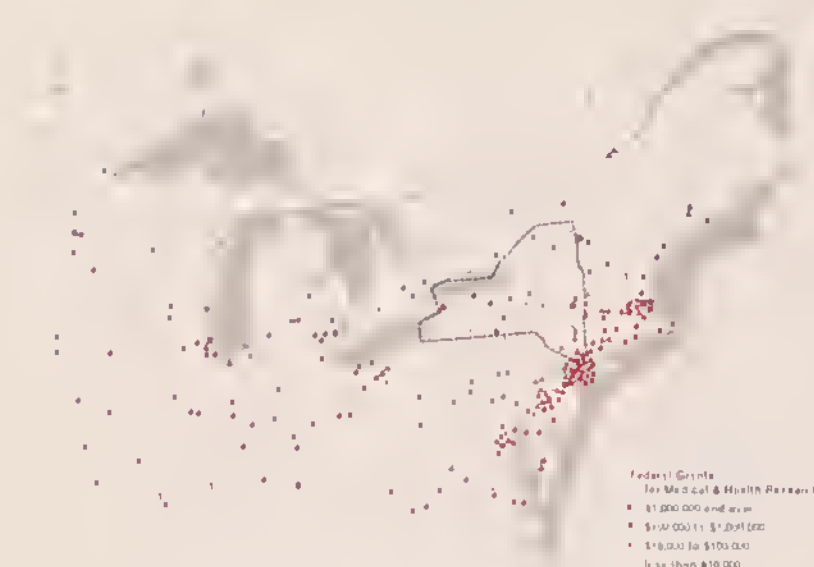 Federal Grants
for Medical & Health Resear
$1,000,000 and over
$100,000 to $1,000,000
$10,000 to $100,000
less than $10,000